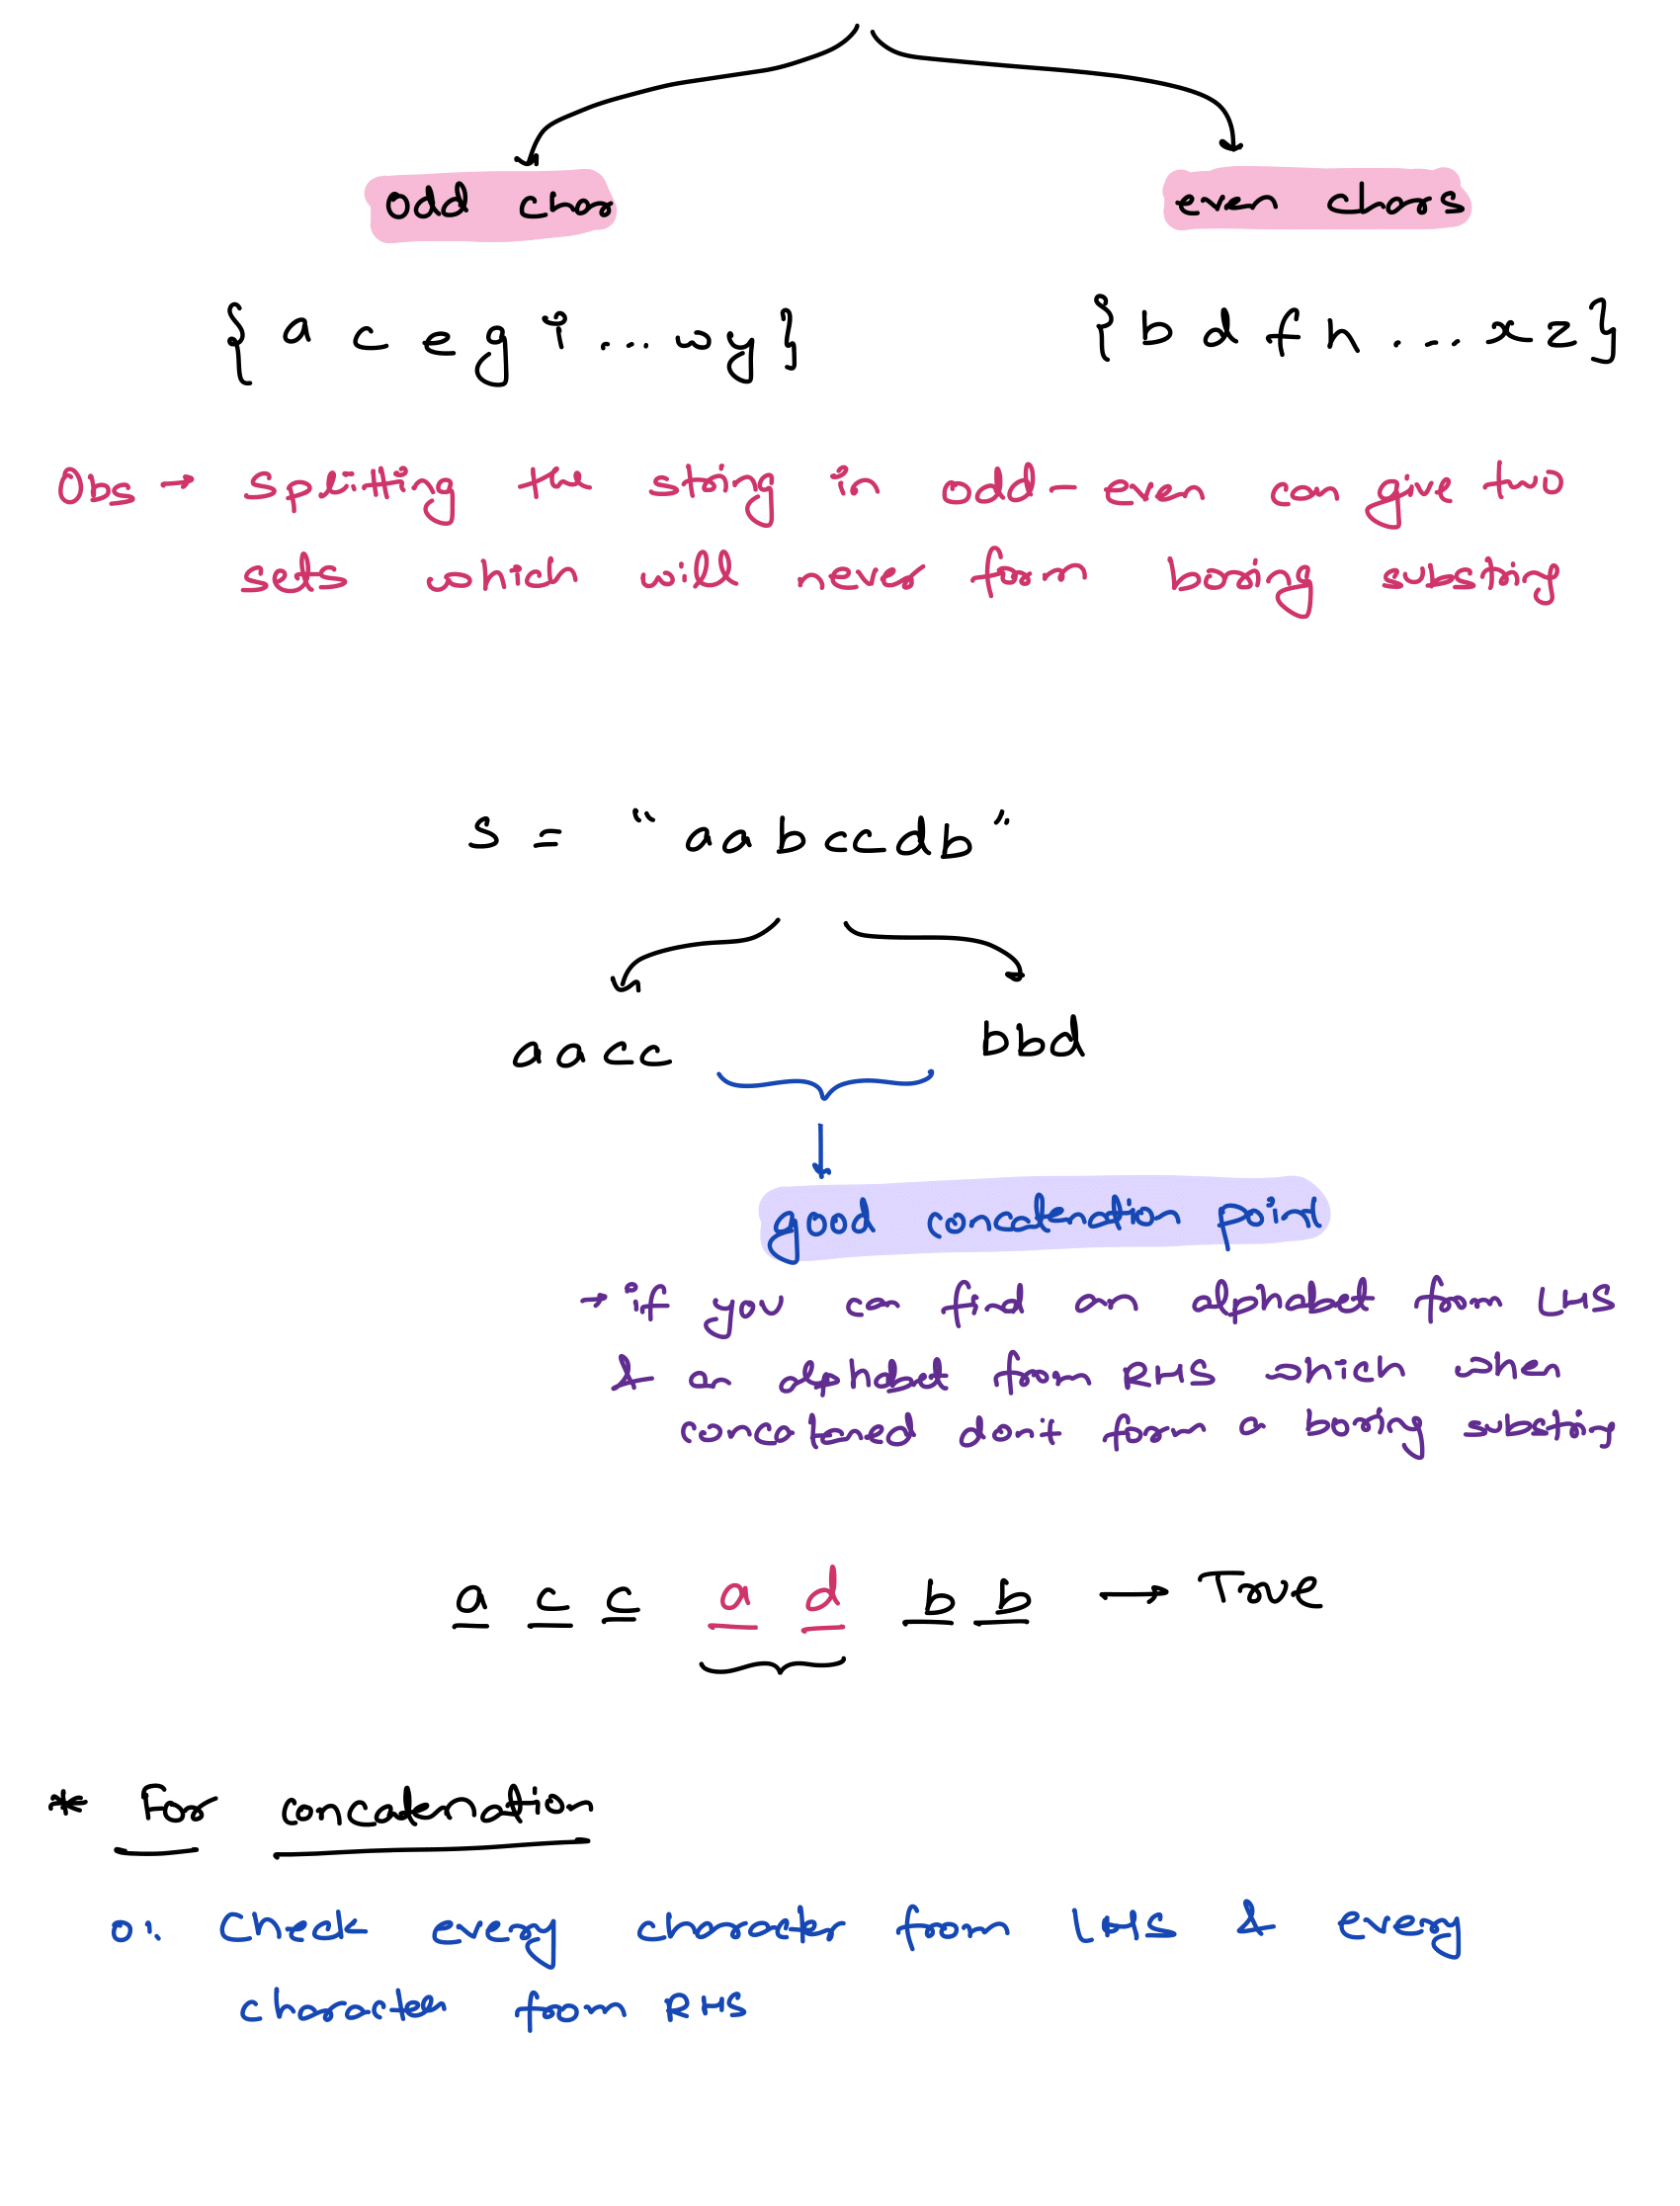 odd char even chars
{ a c e g i ... w y } { b d f h ... x z }
Obs → splitting the string in odd-even can give two
sets which will never form boring substring
s = "aabccdb"
aacc bbd
good concatenation point
→ if you can find an alphabet from LHS
& an alphabet from RHS which when
concataned don't form a boring substring
a c c a d b b → True
* For concatenation
0:. Check every character from LHS & every
character from RHS